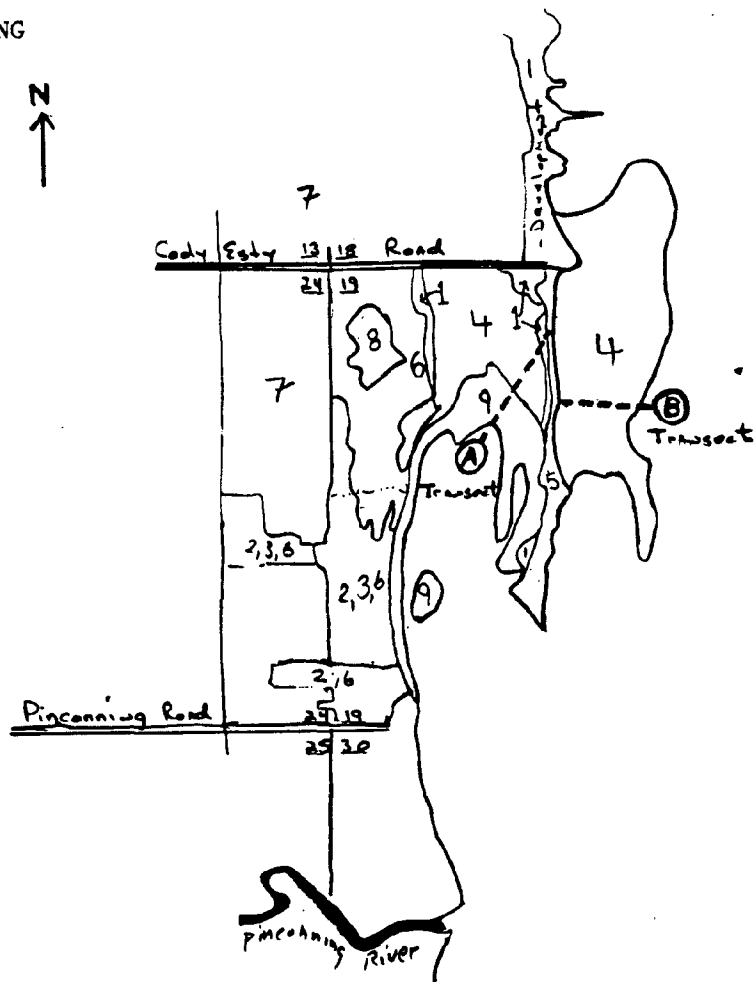 NG
N
1
7
Cody Esty 13 18 Road
24 19
1
1
8
4
4
7
6
9
B
Transect
A
Transect
5
2,3,6
2,3,6
1
9
2,6
Pinconning Road
24 19
25 30
Pinconning River